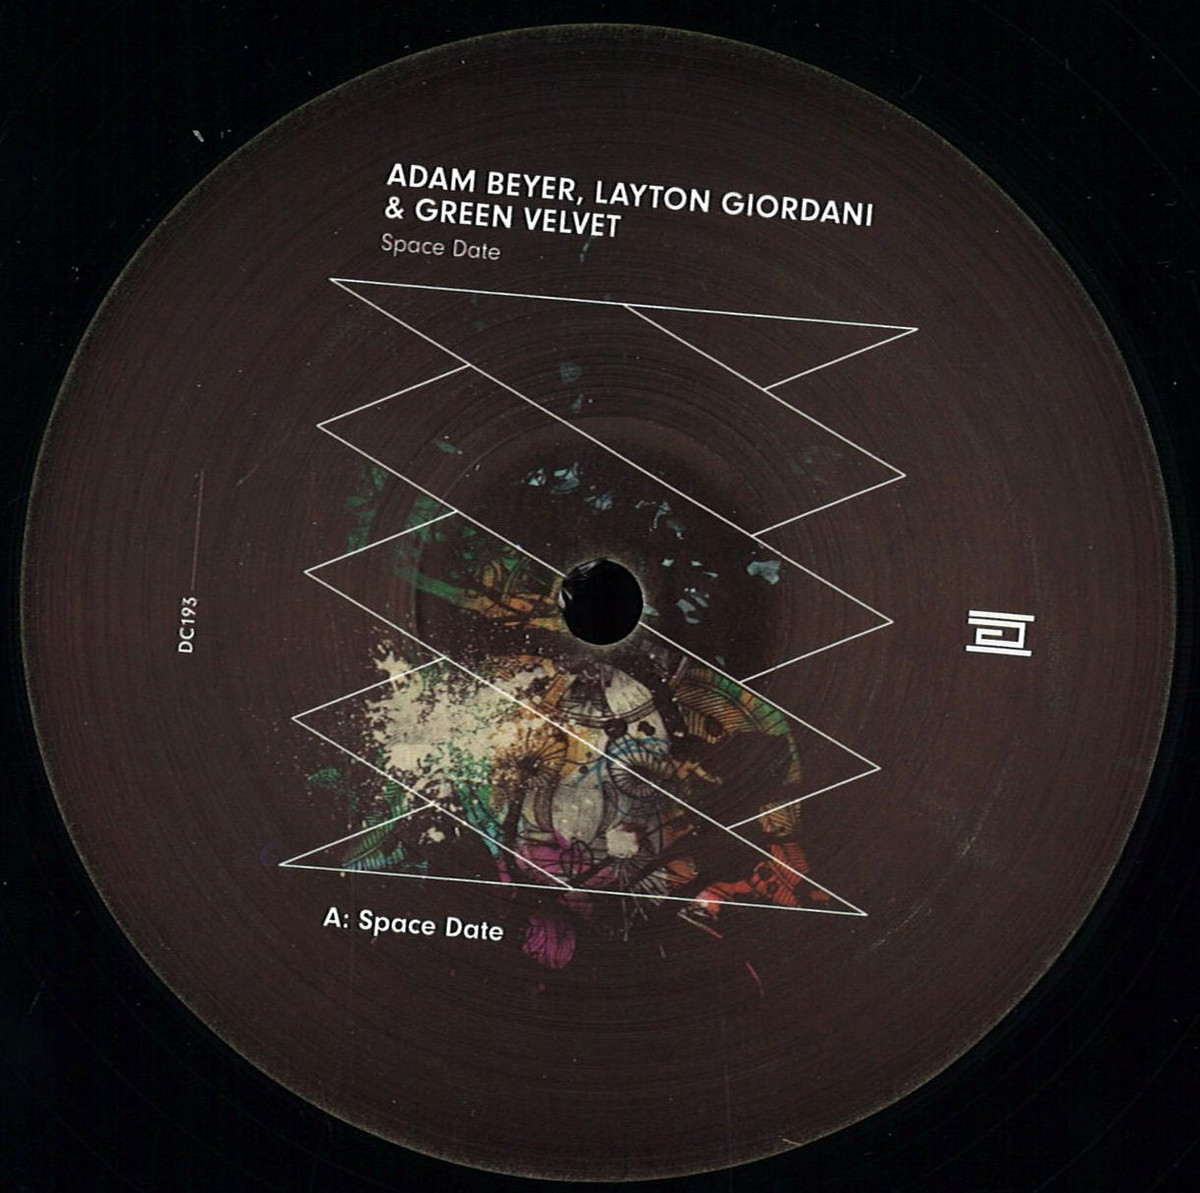 ADAM BEYER, LAYTON GIORDANI
& GREEN VELVET
Space Date
DC193
A: Space Date